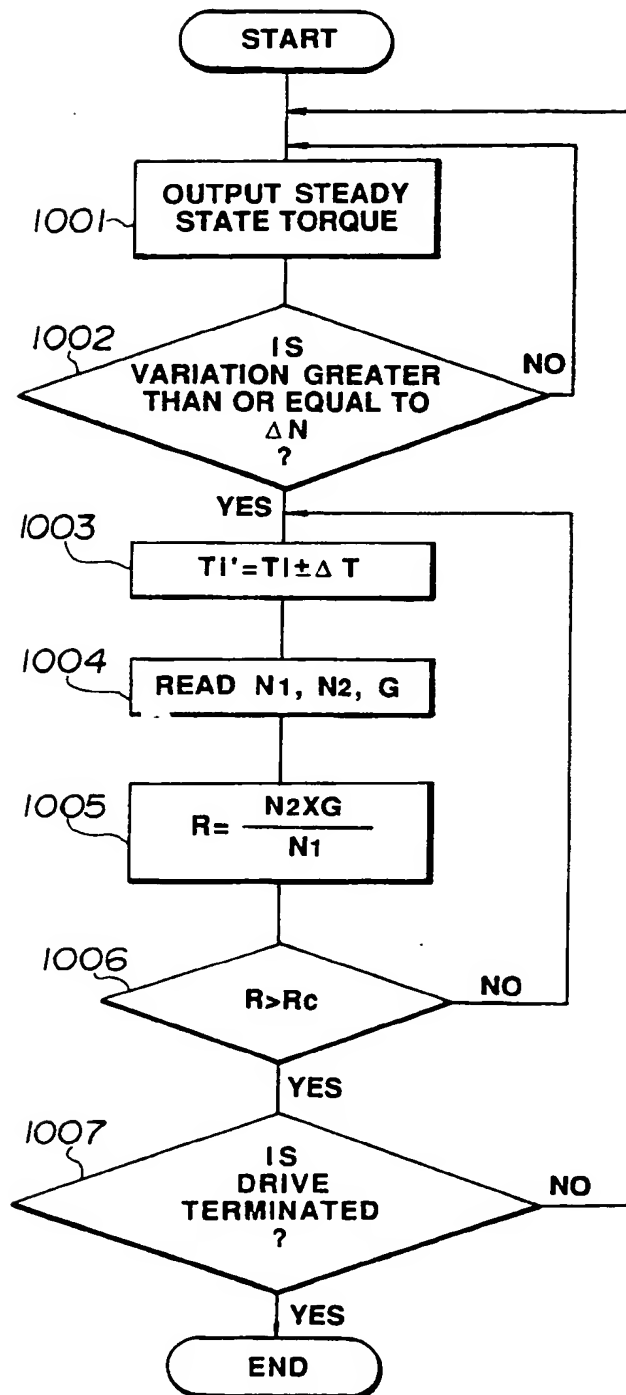 START
1001
OUTPUT STEADY
STATE TORQUE
1002
IS
VARIATION GREATER
THAN OR EQUAL TO
ΔN
?
NO
YES
1003
Ti'=Ti±ΔT
1004
READ N1, N2, G
1005
R= N2XG
N1
1006
R>Rc
NO
YES
1007
IS
DRIVE
TERMINATED
?
NO
YES
END